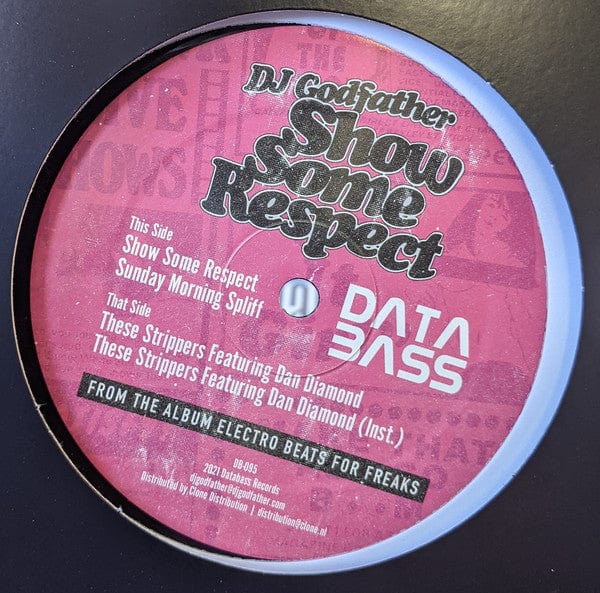 DJ Godfather
Show
Some
Respect
This Side
Show Some Respect
Sunday Morning Spliff
That Side
These Strippers Featuring Dan Diamond
These Strippers Featuring Dan Diamond (Inst.)
DATA
BASS
FROM THE ALBUM ELECTRO BEATS FOR FREAKS
DB-095
2021 Databass Records
djgodfather@djgodfather.com
Distributed by Clone Distribution | distribution@clone.nl